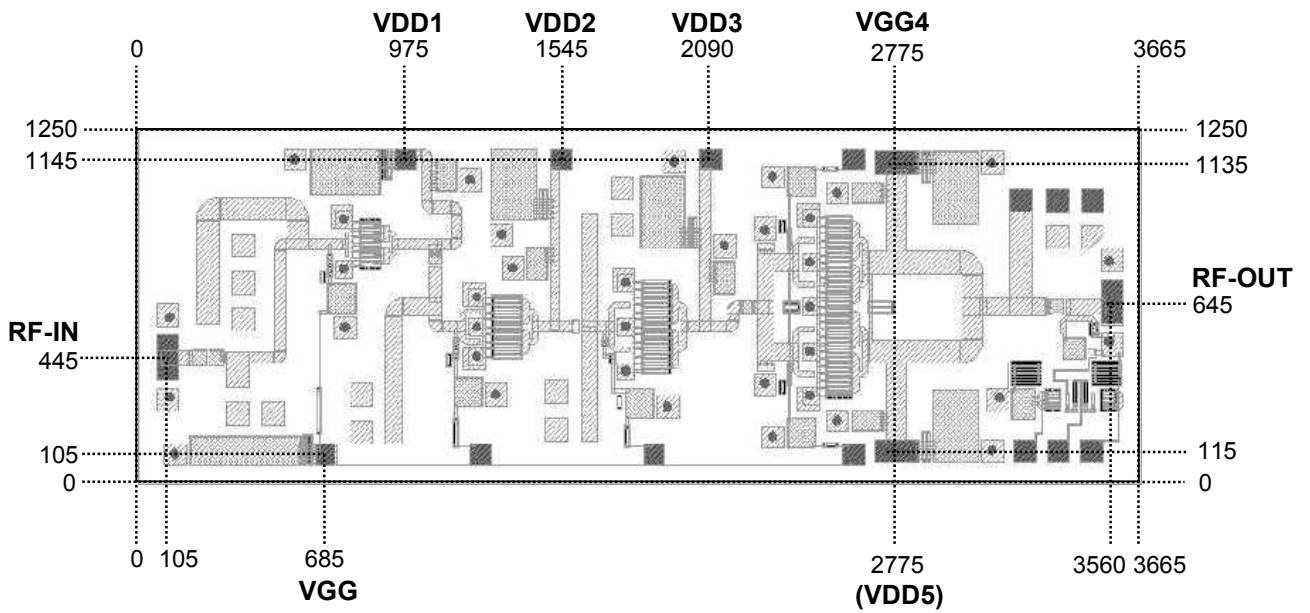 VDD1 VDD2 VDD3 VGG4
0 975 1545 2090 2775 3665
1250 1250
1145 1135
RF-OUT
RF-IN 645
445
105 115
0 0
0 105 685 2775 3560 3665
VGG (VDD5)